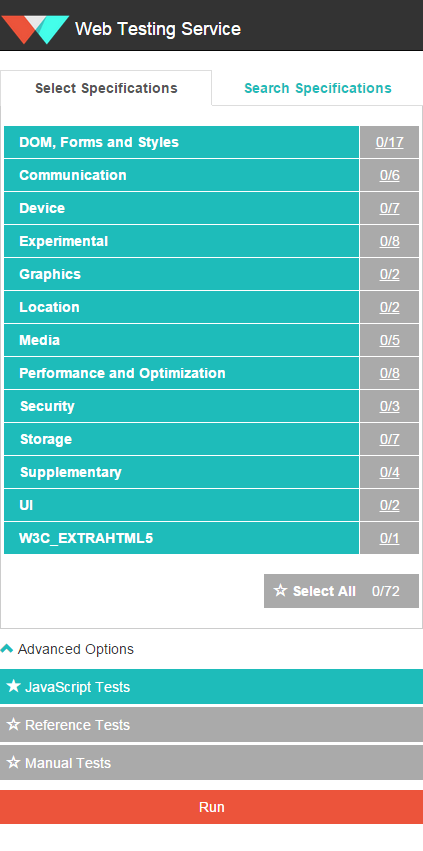 Web Testing Service
Select Specifications
Search Specifications
DOM, Forms and Styles 0/17
Communication 0/6
Device 0/7
Experimental 0/8
Graphics 0/2
Location 0/2
Media 0/5
Performance and Optimization 0/8
Security 0/3
Storage 0/7
Supplementary 0/4
UI 0/2
W3C_EXTRAHTML5 0/1
Select All 0/72
Advanced Options
JavaScript Tests
Reference Tests
Manual Tests
Run